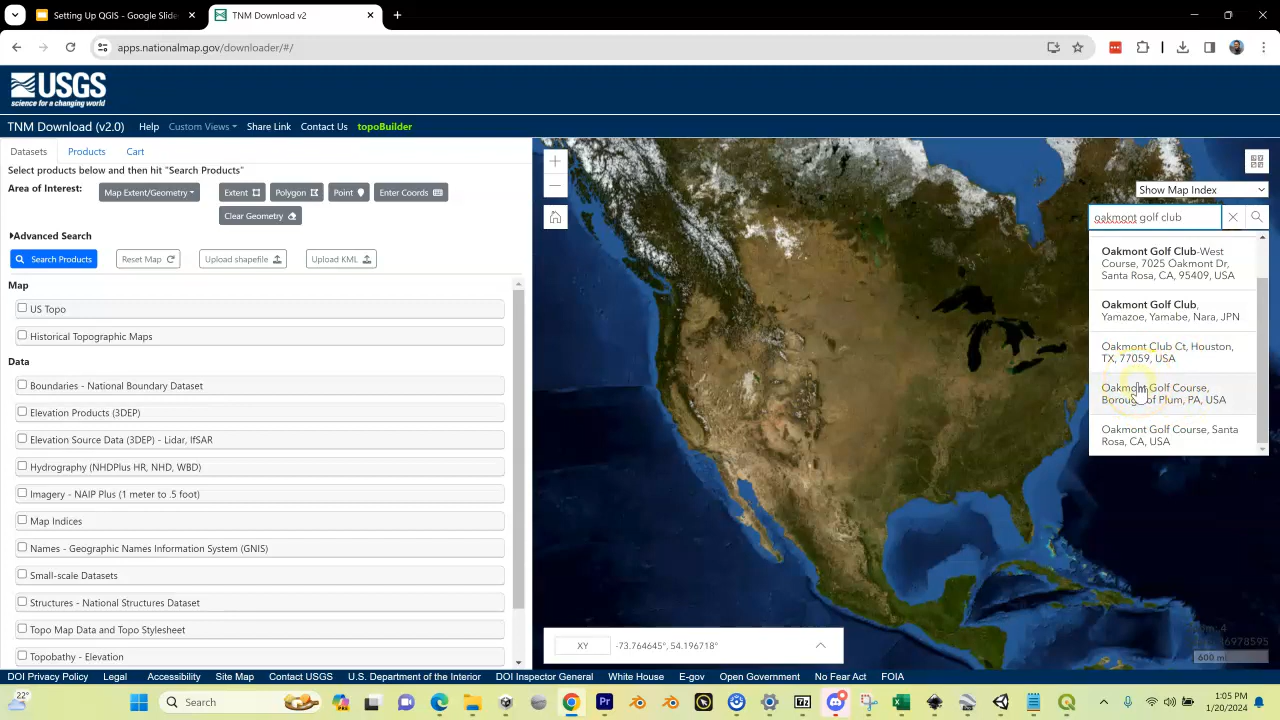 Setting Up QGIS - Google Slide
TNM Download v2
apps.nationalmap.gov/downloader/#/
USGS
science for a changing world
TNM Download (v2.0)
Help
Custom Views
Share Link
Contact Us
topoBuilder
Datasets
Products
Cart
Select products below and then hit "Search Products"
Area of Interest:
Map Extent/Geometry
Extent
Polygon
Point
Enter Coords
Clear Geometry
Advanced Search
Search Products
Reset Map
Upload shapefile
Upload KML
Map
US Topo
Historical Topographic Maps
Data
Boundaries - National Boundary Dataset
Elevation Products (3DEP)
Elevation Source Data (3DEP) - Lidar, IfSAR
Hydrography (NHDPlus HR, NHD, WBD)
Imagery - NAIP Plus (1 meter to .5 foot)
Map Indices
Names - Geographic Names Information System (GNIS)
Small-scale Datasets
Structures - National Structures Dataset
Topo Map Data and Topo Stylesheet
Topobathy - Elevation
Show Map Index
oakmont golf club
Oakmont Golf Club-West
Course, 7025 Oakmont Dr,
Santa Rosa, CA, 95409, USA
Oakmont Golf Club,
Yamazoe, Yamabe, Nara, JPN
Oakmont Club Ct, Houston,
TX, 77059, USA
Oakmont Golf Course,
Borough of Plum, PA, USA
Oakmont Golf Course, Santa
Rosa, CA, USA
XY
-73.764645°, 54.196718°
600 mi
DOI Privacy Policy
Legal
Accessibility
Site Map
Contact USGS
U.S. Department of the Interior
DOI Inspector General
White House
E-gov
Open Government
No Fear Act
FOIA
22°
Search
Pr
1:05 PM
1/20/2024